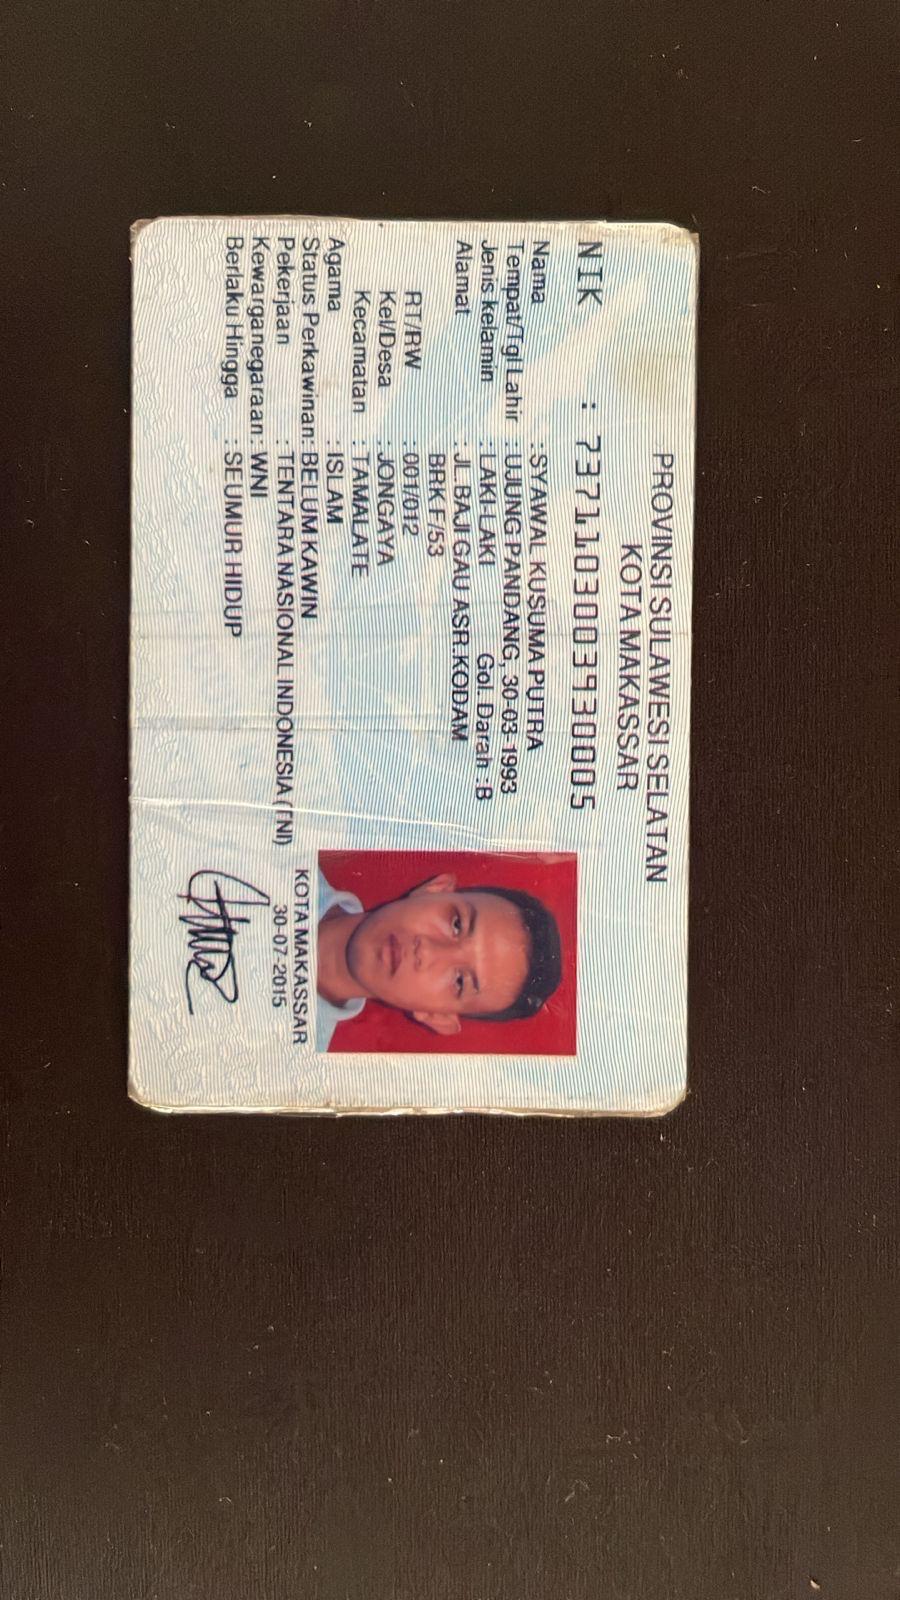 PROVINSI SULAWESI SELATAN
KOTA MAKASSAR
NIK : 7371103003930005
Nama : SYAWAL KUSUMA PUTRA
Tempat/Tgl Lahir : UJUNG PANDANG, 30-03-1993
Jenis kelamin : LAKI-LAKI Gol. Darah : B
Alamat : JL.BAJI GAU ASR.KODAM
BRK F/53
RT/RW : 001/012
Kel/Desa : JONGAYA
Kecamatan : TAMALATE
Agama : ISLAM
Status Perkawinan: BELUM KAWIN
Pekerjaan : TENTARA NASIONAL INDONESIA (TNI)
Kewarganegaraan: WNI
Berlaku Hingga : SEUMUR HIDUP
KOTA MAKASSAR
30-07-2015